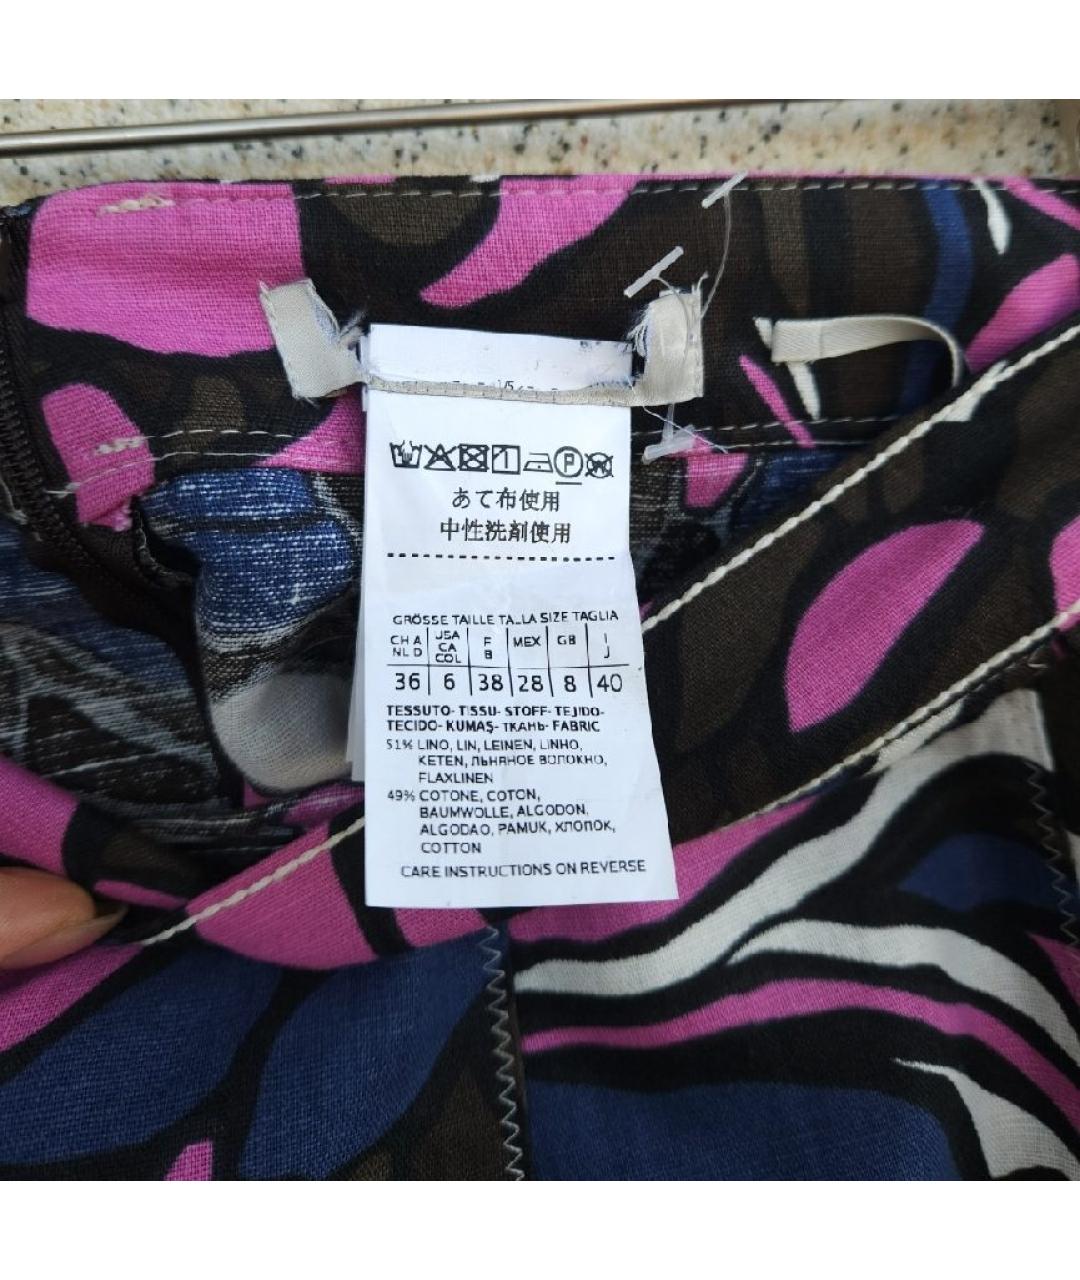 あて布使用
中性洗剤使用
GRÖSSE TAILLE TALLA SIZE TAGLIA
CH A NL D USA CA COL F B MEX GB I J
36 6 38 28 8 40
TESSUTO- TISSU- STOFF- TEJIDO-
TECIDO- KUMAŞ- ТКАНЬ- FABRIC
51% LINO, LIN, LEINEN, LINHO,
KETEN, ЛЬНЯНОЕ ВОЛОКНО,
FLAXLINEN
49% COTONE, COTON,
BAUMWOLLE, ALGODON,
ALGODAO, PAMUK, ХЛОПОК,
COTTON
CARE INSTRUCTIONS ON REVERSE